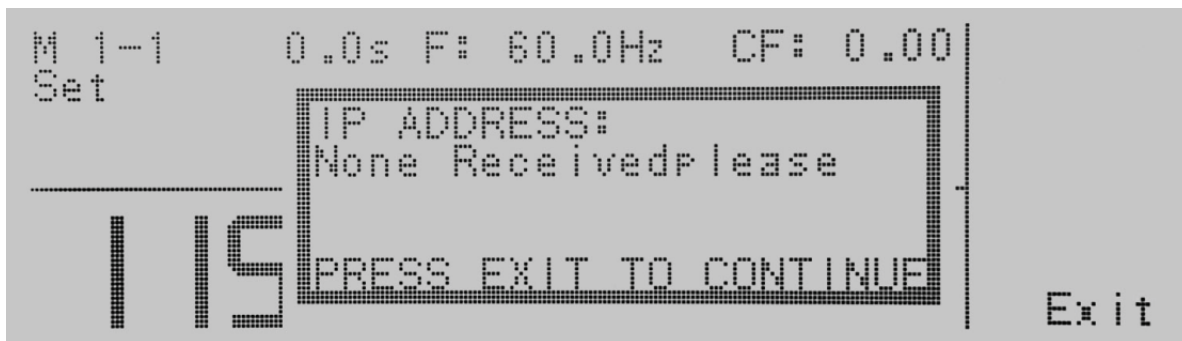 M 1-1 0.0s F: 60.0Hz CF: 0.00
Set
IP ADDRESS:
None Receivedplease
115
PRESS EXIT TO CONTINUE
Exit